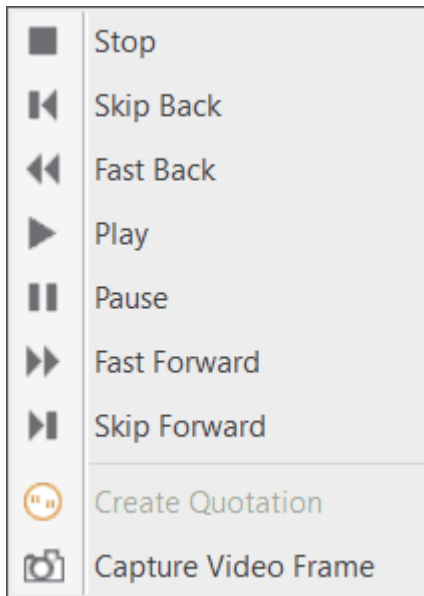 Stop
Skip Back
Fast Back
Play
Pause
Fast Forward
Skip Forward
Create Quotation
Capture Video Frame